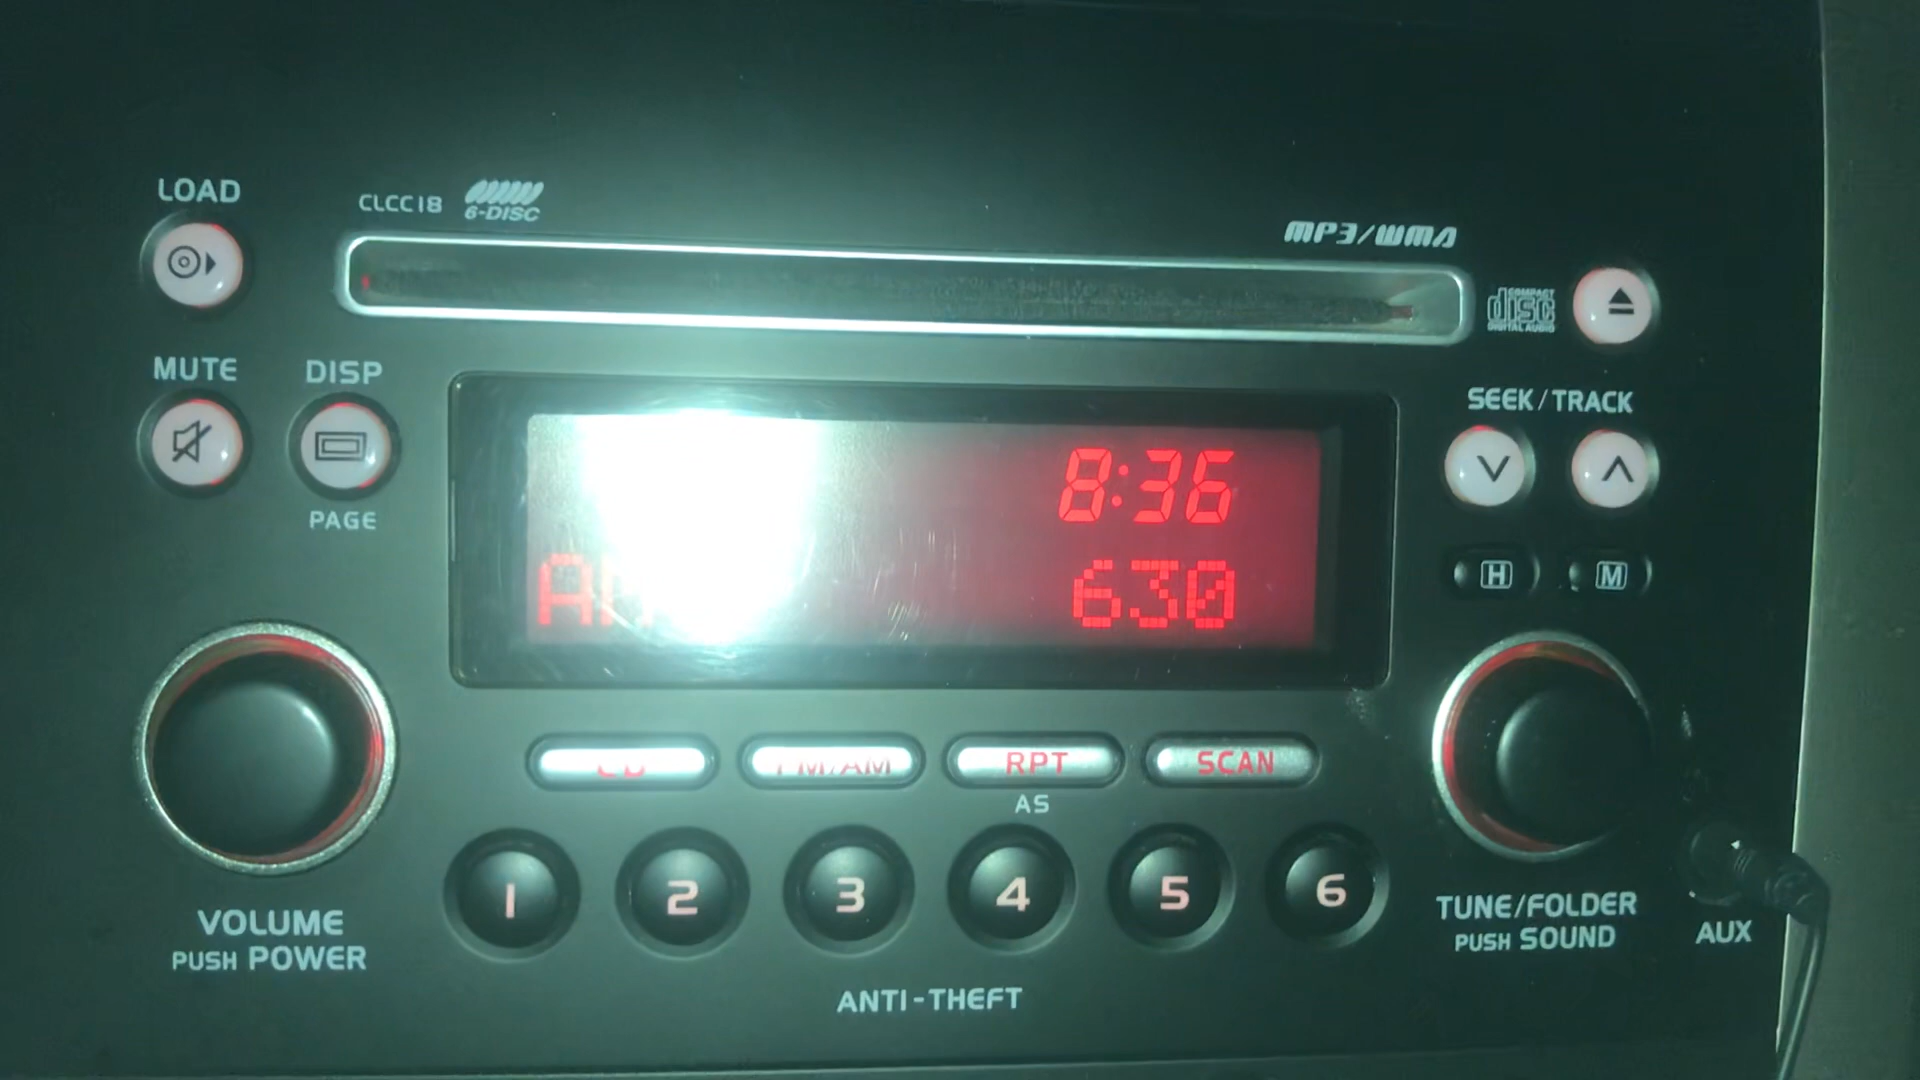 LOAD
CLCC18 6-DISC
MP3/WMA
COMPACT
disc
DIGITAL AUDIO
MUTE DISP
PAGE
SEEK/TRACK
8:36
AM 630
H M
CD FM/AM RPT SCAN
AS
1 2 3 4 5 6
VOLUME
PUSH POWER
TUNE/FOLDER
PUSH SOUND
AUX
ANTI-THEFT